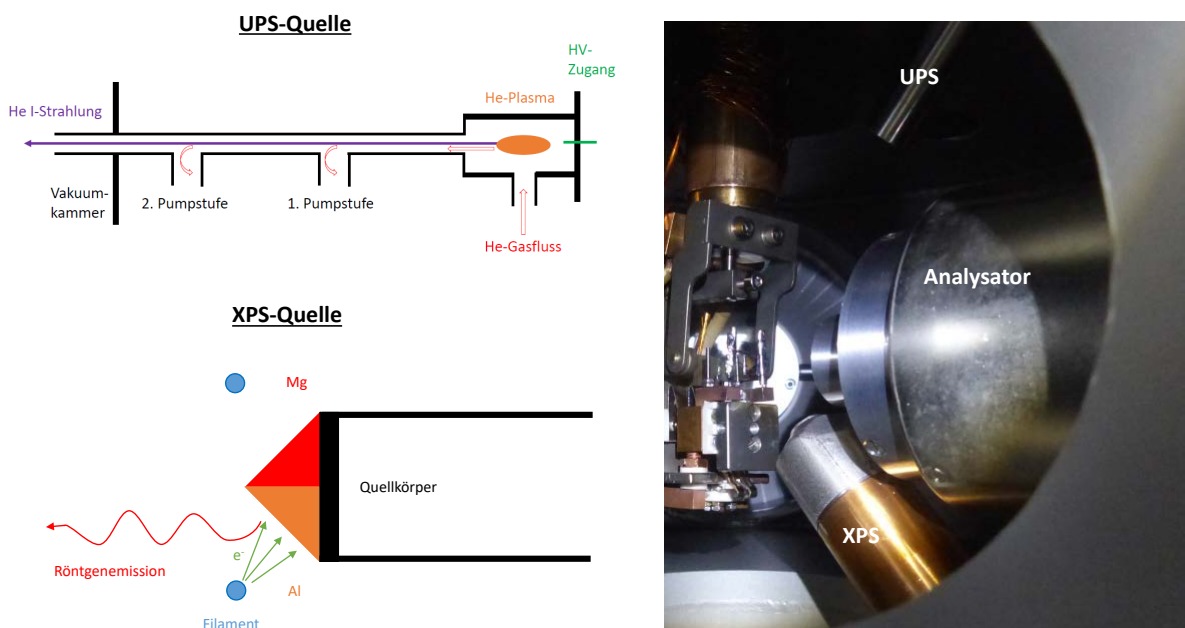 UPS-Quelle
HV-
Zugang
He-Plasma
He I-Strahlung
Vakuum-
kammer
2. Pumpstufe
1. Pumpstufe
He-Gasfluss
XPS-Quelle
Mg
Quellkörper
e-
Röntgenemission
Al
Filament
UPS
Analysator
XPS